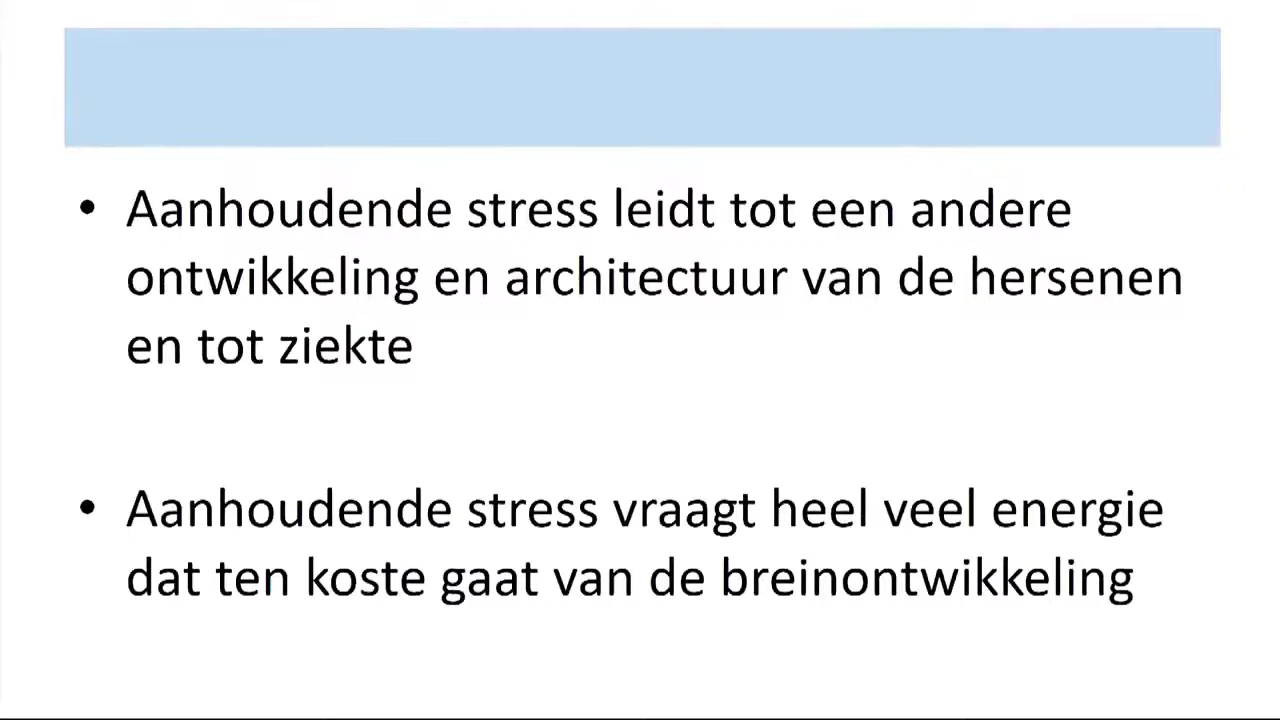 • Aanhoudende stress leidt tot een andere
ontwikkeling en architectuur van de hersenen
en tot ziekte
• Aanhoudende stress vraagt heel veel energie
dat ten koste gaat van de breinontwikkeling